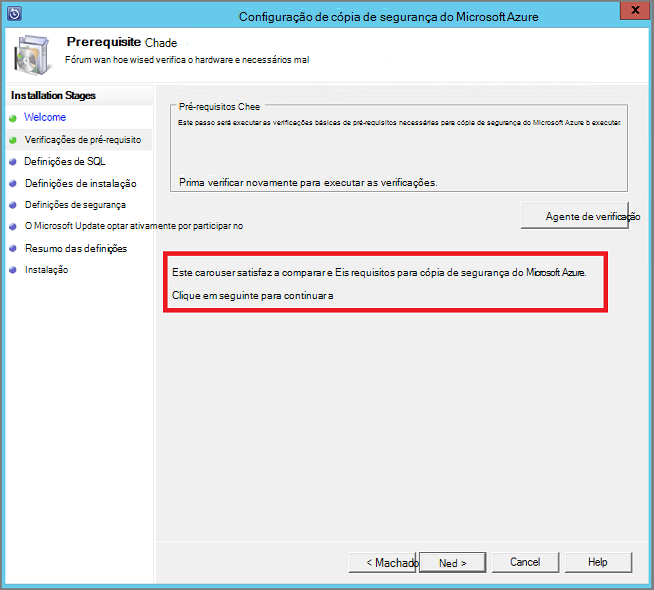 Configuração de cópia de segurança do Microsoft Azure
X
Prerequisite Chade
Fórum wan hoe wised verifica o hardware e necessários mal
Installation Stages
Welcome
Verificações de pré-requisito
Definições de SQL
Definições de instalação
Definições de segurança
O Microsoft Update optar ativamente por participar no
Resumo das definições
Instalação
Pré-requisitos Chee
Este passo será executar as verificações básicas de pré-requisitos necessárias para cópia de segurança do Microsoft Azure b executar.
Prima verificar novamente para executar as verificações.
Agente de verificação
Este carouser satisfaz a comparar e Eis requisitos para cópia de segurança do Microsoft Azure.
Clique em seguinte para continuar a
< Machado
Ned >
Cancel
Help